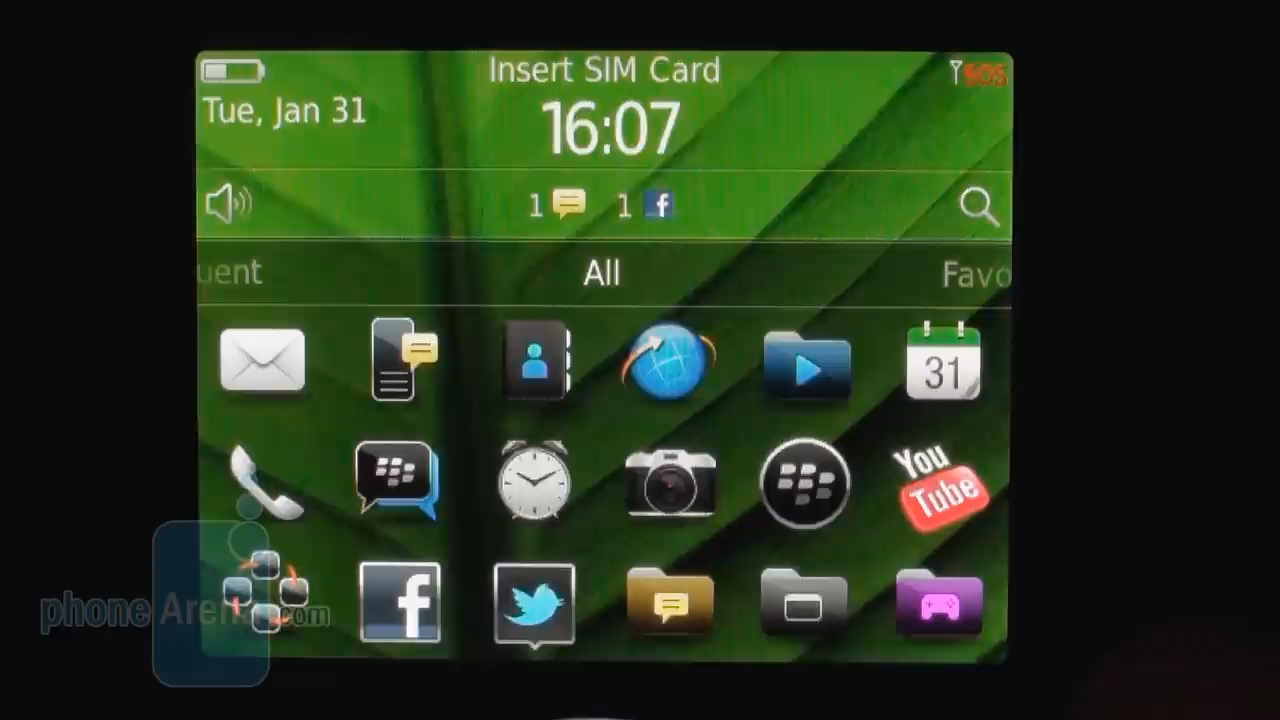 Insert SIM Card
SOS
Tue, Jan 31
16:07
1 1 f
uent All Favo
31
You
Tube
f
phoneArena.com